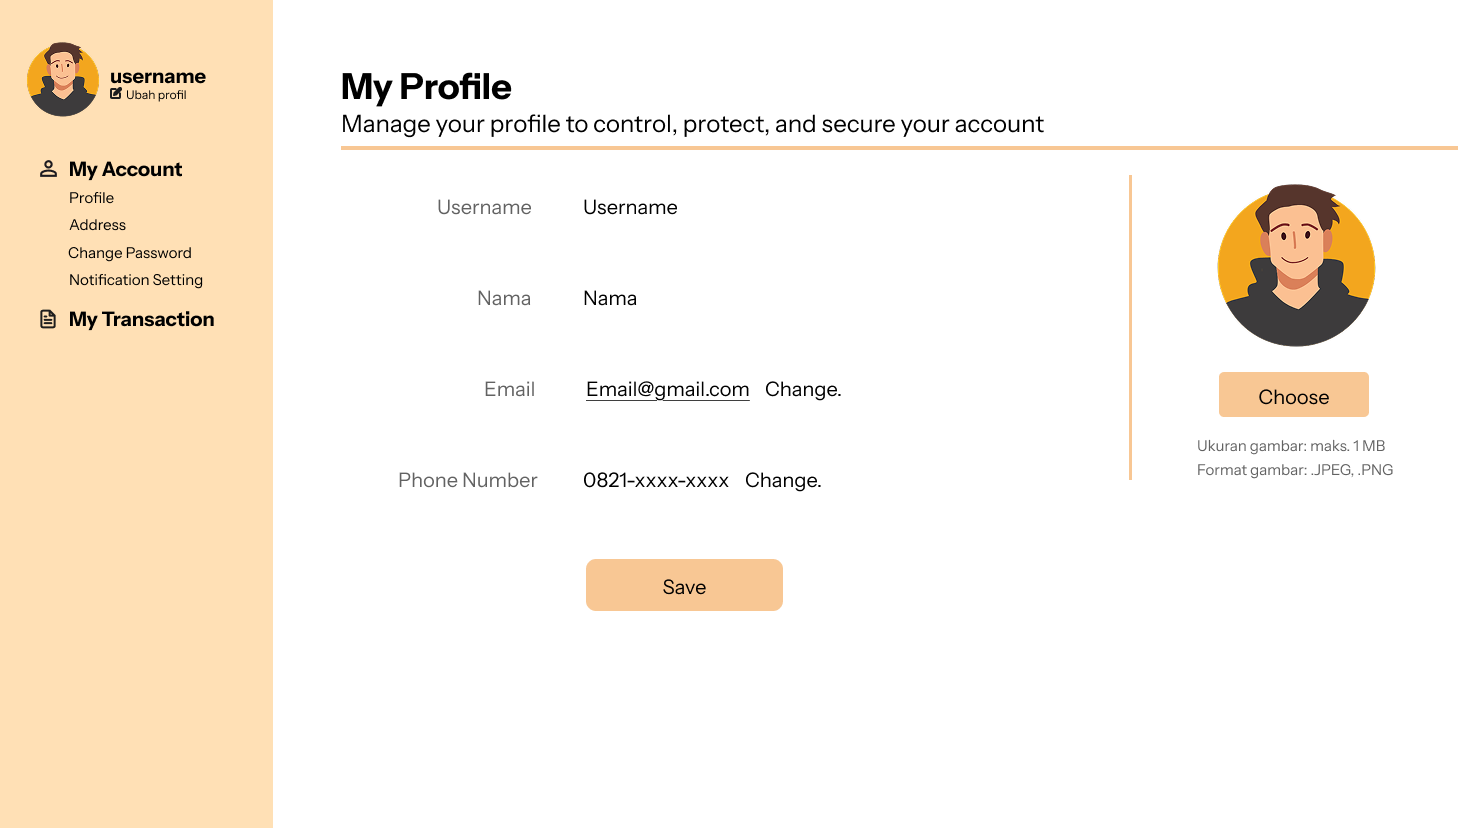 username
Ubah profil
My Account
Profile
Address
Change Password
Notification Setting
My Transaction
My Profile
Manage your profile to control, protect, and secure your account
Username Username
Nama Nama
Email Email@gmail.com Change.
Phone Number 0821-xxxx-xxxx Change.
Save
Choose
Ukuran gambar: maks. 1 MB
Format gambar: .JPEG, .PNG